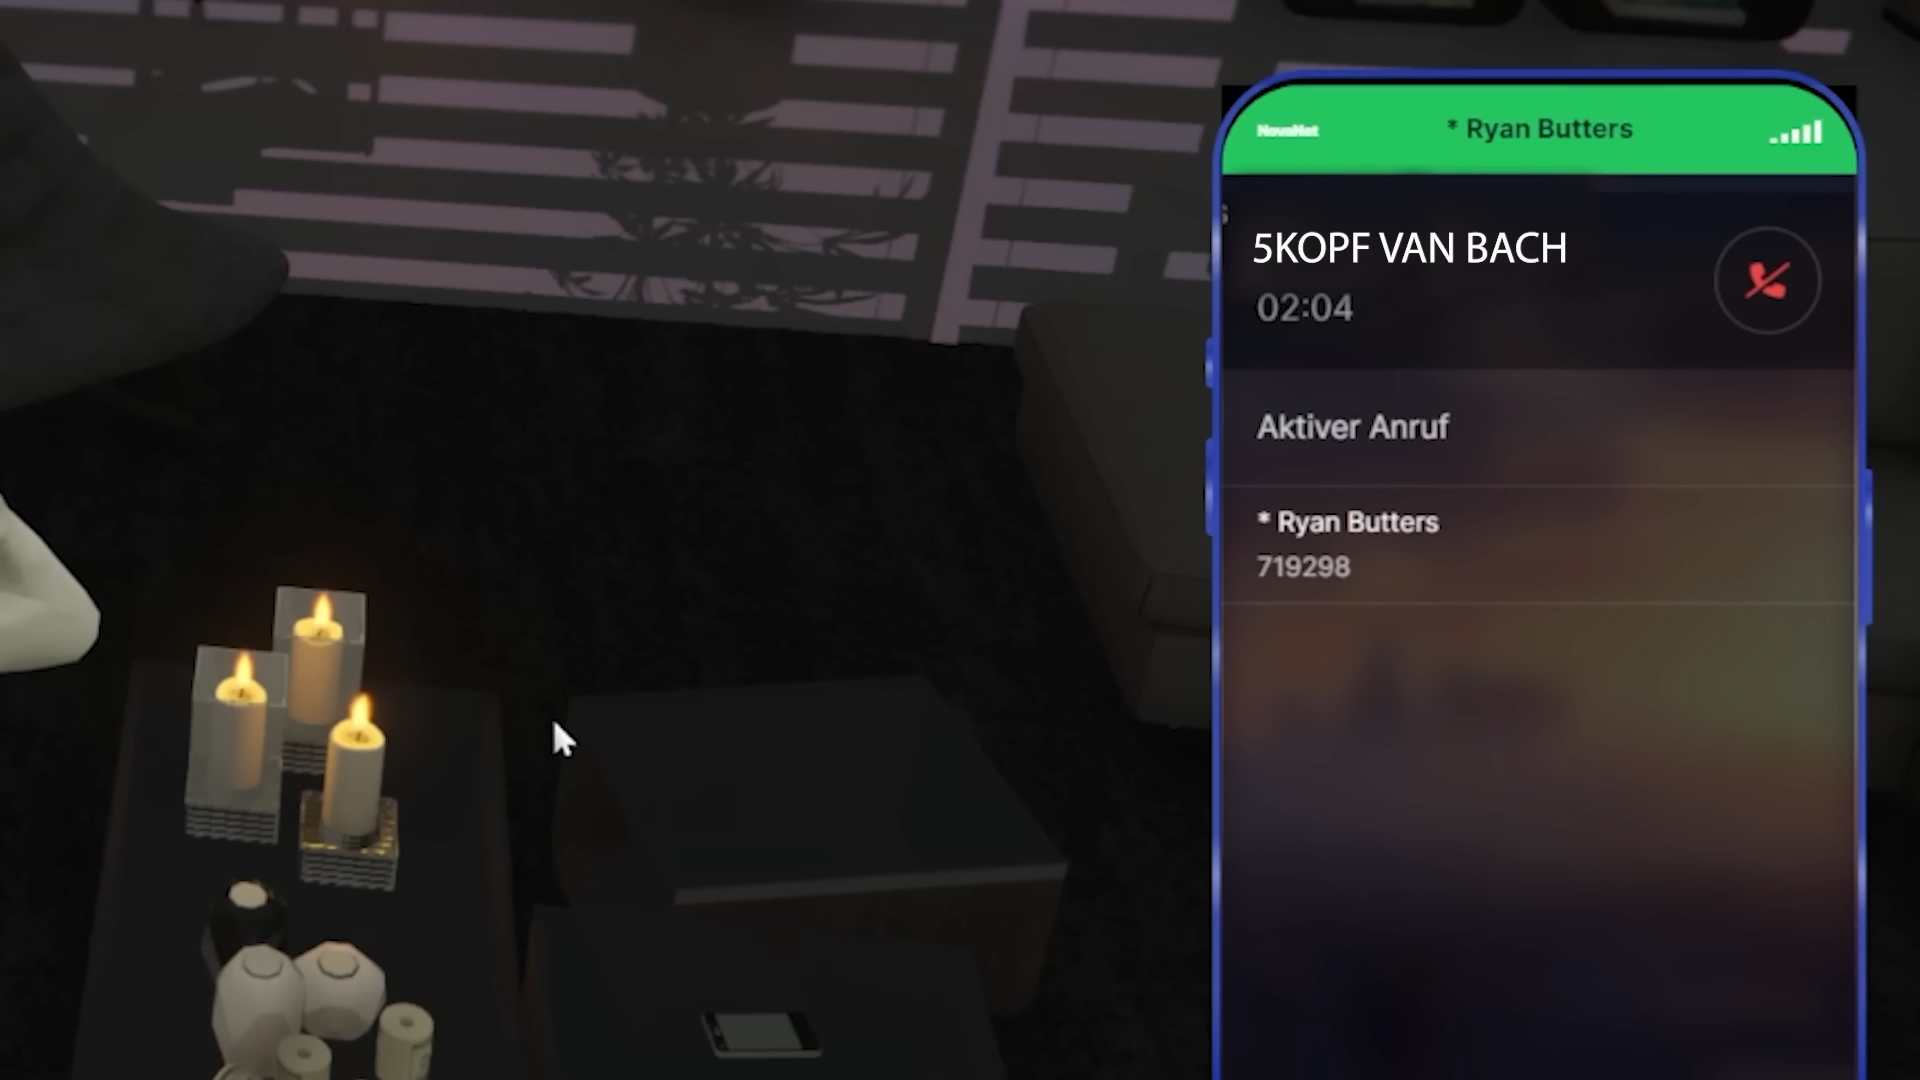 NovaNet
* Ryan Butters
5KOPF VAN BACH
02:04
Aktiver Anruf
* Ryan Butters
719298